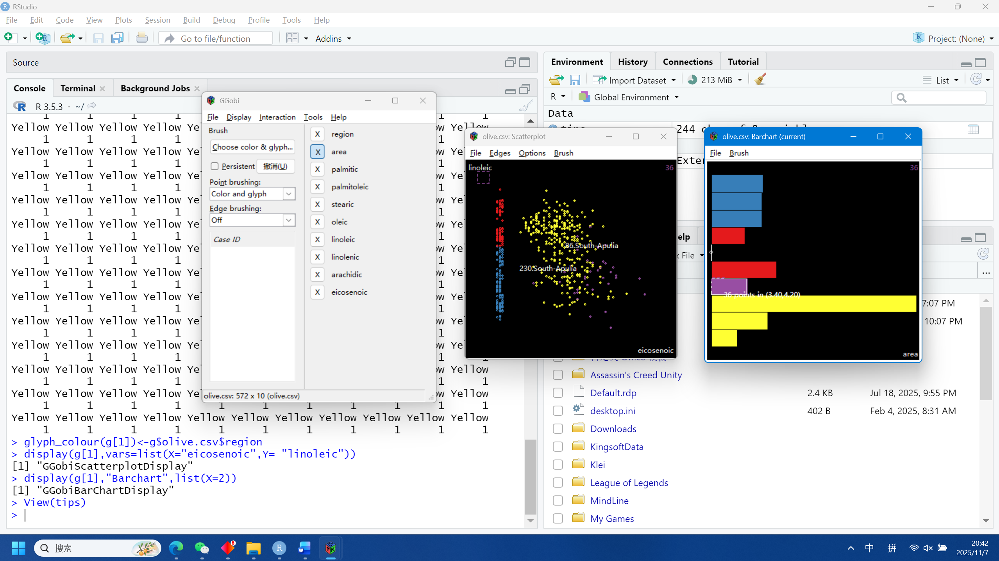 RStudio
File Edit Code View Plots Session Build Debug Profile Tools Help
Go to file/function
Addins
Project: (None)
Source
Console Terminal Background Jobs
R 3.5.3 · ~/
1 1 1 1 1 1
Yellow Yellow Yellow Yellow Ye ow Yellow
1 1 1 1 1
Yellow Yellow Yellow Yellow Ye ow Ye
1 1 1 1 1
Yellow Yellow Yellow Yellow Ye ow Ye
1 1 1 1 1
Yellow Yellow Yellow Yellow Ye ow Ye
1 1 1 1 1
Yellow Yellow Yellow Yellow Ye ow Ye
1 1 1 1 1
Yellow Yellow Yellow Yellow Ye ow Ye
1 1 1 1 1
Yellow Yellow Yellow Yellow Ye ow Ye
1 1 1 1 1
Yellow Yellow Yellow Yellow Ye ow Ye
1 1 1 1 1
Yellow Yellow Yellow Yellow Ye ow Ye
1 1 1 1 1
Yellow Yellow Yellow Yellow Ye ow Ye
1 1 1 1 1 1
Yellow Yellow Yellow Yellow Ye ow Yellow
1 1 1 1 1 1
Yellow Yellow Yellow Yellow Ye ow Yellow
1 1 1 1 1 1 1 1 1 1 1
Yellow Yellow Yellow Yellow Yellow Yellow Yellow Yellow Yellow Yellow Yellow
1 1 1 1 1 1 1 1 1 1 1
> glyph_colour(g[1])<-g$olive.csv$region
> display(g[1],vars=list(X="eicosenoic",Y= "linoleic"))
[1] "GGobiScatterplotDisplay"
> display(g[1],"Barchart",list(X=2))
[1] "GGobiBarChartDisplay"
> View(tips)
>
GGobi
File Display Interaction Tools Help
Brush
Choose color & glyph...
Persistent 撤消(U)
Point brushing:
Color and glyph
Edge brushing:
Off
Case ID
X region
X area
X palmitic
X palmitoleic
X stearic
X oleic
X linoleic
X linolenic
X arachidic
X eicosenoic
olive.csv: 572 x 10 (olive.csv)
Environment History Connections Tutorial
Import Dataset 213 MiB List
R Global Environment
Data
244
Exter
olive.csv: Scatterplot
File Edges Options Brush
linoleic 36
86.South-Apulia
230.South-Apulia
eicosenoic
olive.csv: Barchart (current)
File Brush
36
36 points in (3.40,4.20)
area
elp
File
...
7:07 PM
10:07 PM
Assassin's Creed Unity
Default.rdp 2.4 KB Jul 18, 2025, 9:55 PM
desktop.ini 402 B Feb 4, 2025, 8:31 AM
Downloads
KingsoftData
Klei
League of Legends
MindLine
My Games
搜索
8
中 拼
20:42
2025/11/7